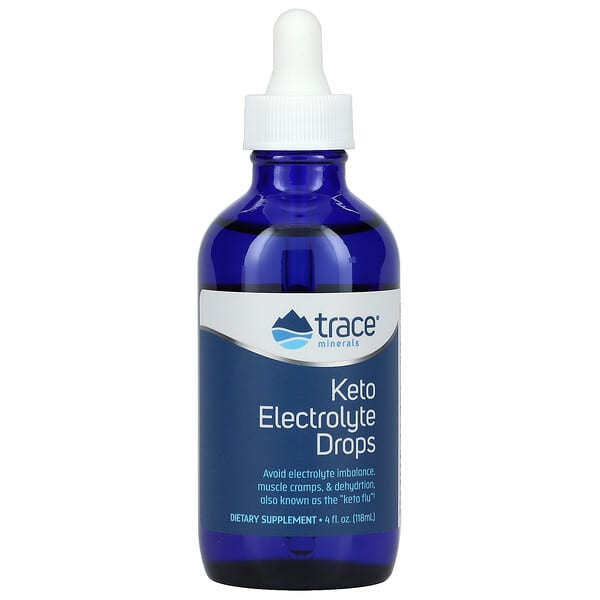 trace®
minerals
Keto
Electrolyte
Drops
Avoid electrolyte imbalance,
muscle cramps, & dehydrtion,
also known as the "keto flu"†
DIETARY SUPPLEMENT • 4 fl. oz. (118mL)